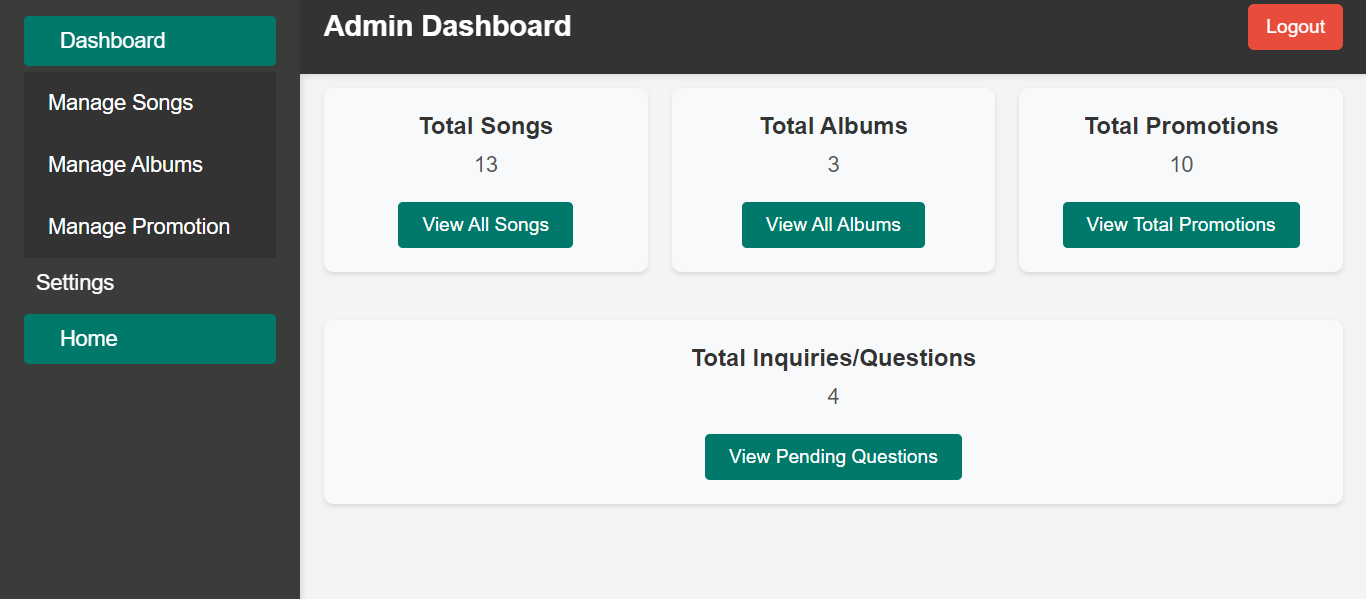 Dashboard
Manage Songs
Manage Albums
Manage Promotion
Settings
Home
Admin Dashboard
Logout
Total Songs
13
View All Songs
Total Albums
3
View All Albums
Total Promotions
10
View Total Promotions
Total Inquiries/Questions
4
View Pending Questions